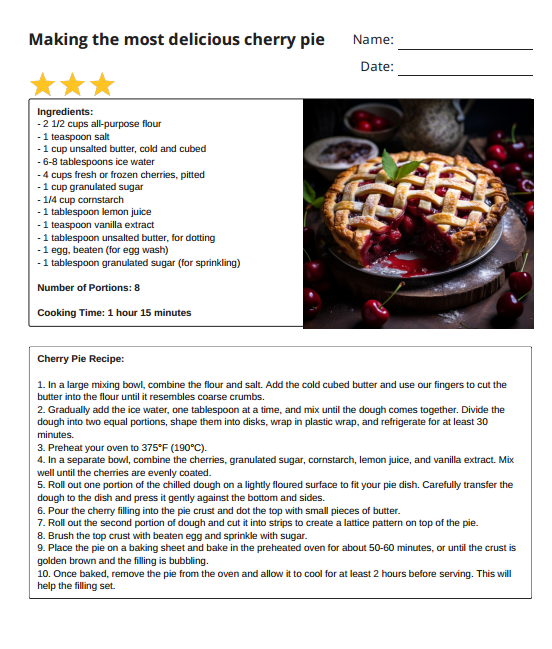 Making the most delicious cherry pie
Name:
Date:
Ingredients:
- 2 1/2 cups all-purpose flour
- 1 teaspoon salt
- 1 cup unsalted butter, cold and cubed
- 6-8 tablespoons ice water
- 4 cups fresh or frozen cherries, pitted
- 1 cup granulated sugar
- 1/4 cup cornstarch
- 1 tablespoon lemon juice
- 1 teaspoon vanilla extract
- 1 tablespoon unsalted butter, for dotting
- 1 egg, beaten (for egg wash)
- 1 tablespoon granulated sugar (for sprinkling)
Number of Portions: 8
Cooking Time: 1 hour 15 minutes
Cherry Pie Recipe:
1. In a large mixing bowl, combine the flour and salt. Add the cold cubed butter and use our fingers to cut the
butter into the flour until it resembles coarse crumbs.
2. Gradually add the ice water, one tablespoon at a time, and mix until the dough comes together. Divide the
dough into two equal portions, shape them into disks, wrap in plastic wrap, and refrigerate for at least 30
minutes.
3. Preheat your oven to 375°F (190°C).
4. In a separate bowl, combine the cherries, granulated sugar, cornstarch, lemon juice, and vanilla extract. Mix
well until the cherries are evenly coated.
5. Roll out one portion of the chilled dough on a lightly floured surface to fit your pie dish. Carefully transfer the
dough to the dish and press it gently against the bottom and sides.
6. Pour the cherry filling into the pie crust and dot the top with small pieces of butter.
7. Roll out the second portion of dough and cut it into strips to create a lattice pattern on top of the pie.
8. Brush the top crust with beaten egg and sprinkle with sugar.
9. Place the pie on a baking sheet and bake in the preheated oven for about 50-60 minutes, or until the crust is
golden brown and the filling is bubbling.
10. Once baked, remove the pie from the oven and allow it to cool for at least 2 hours before serving. This will
help the filling set.